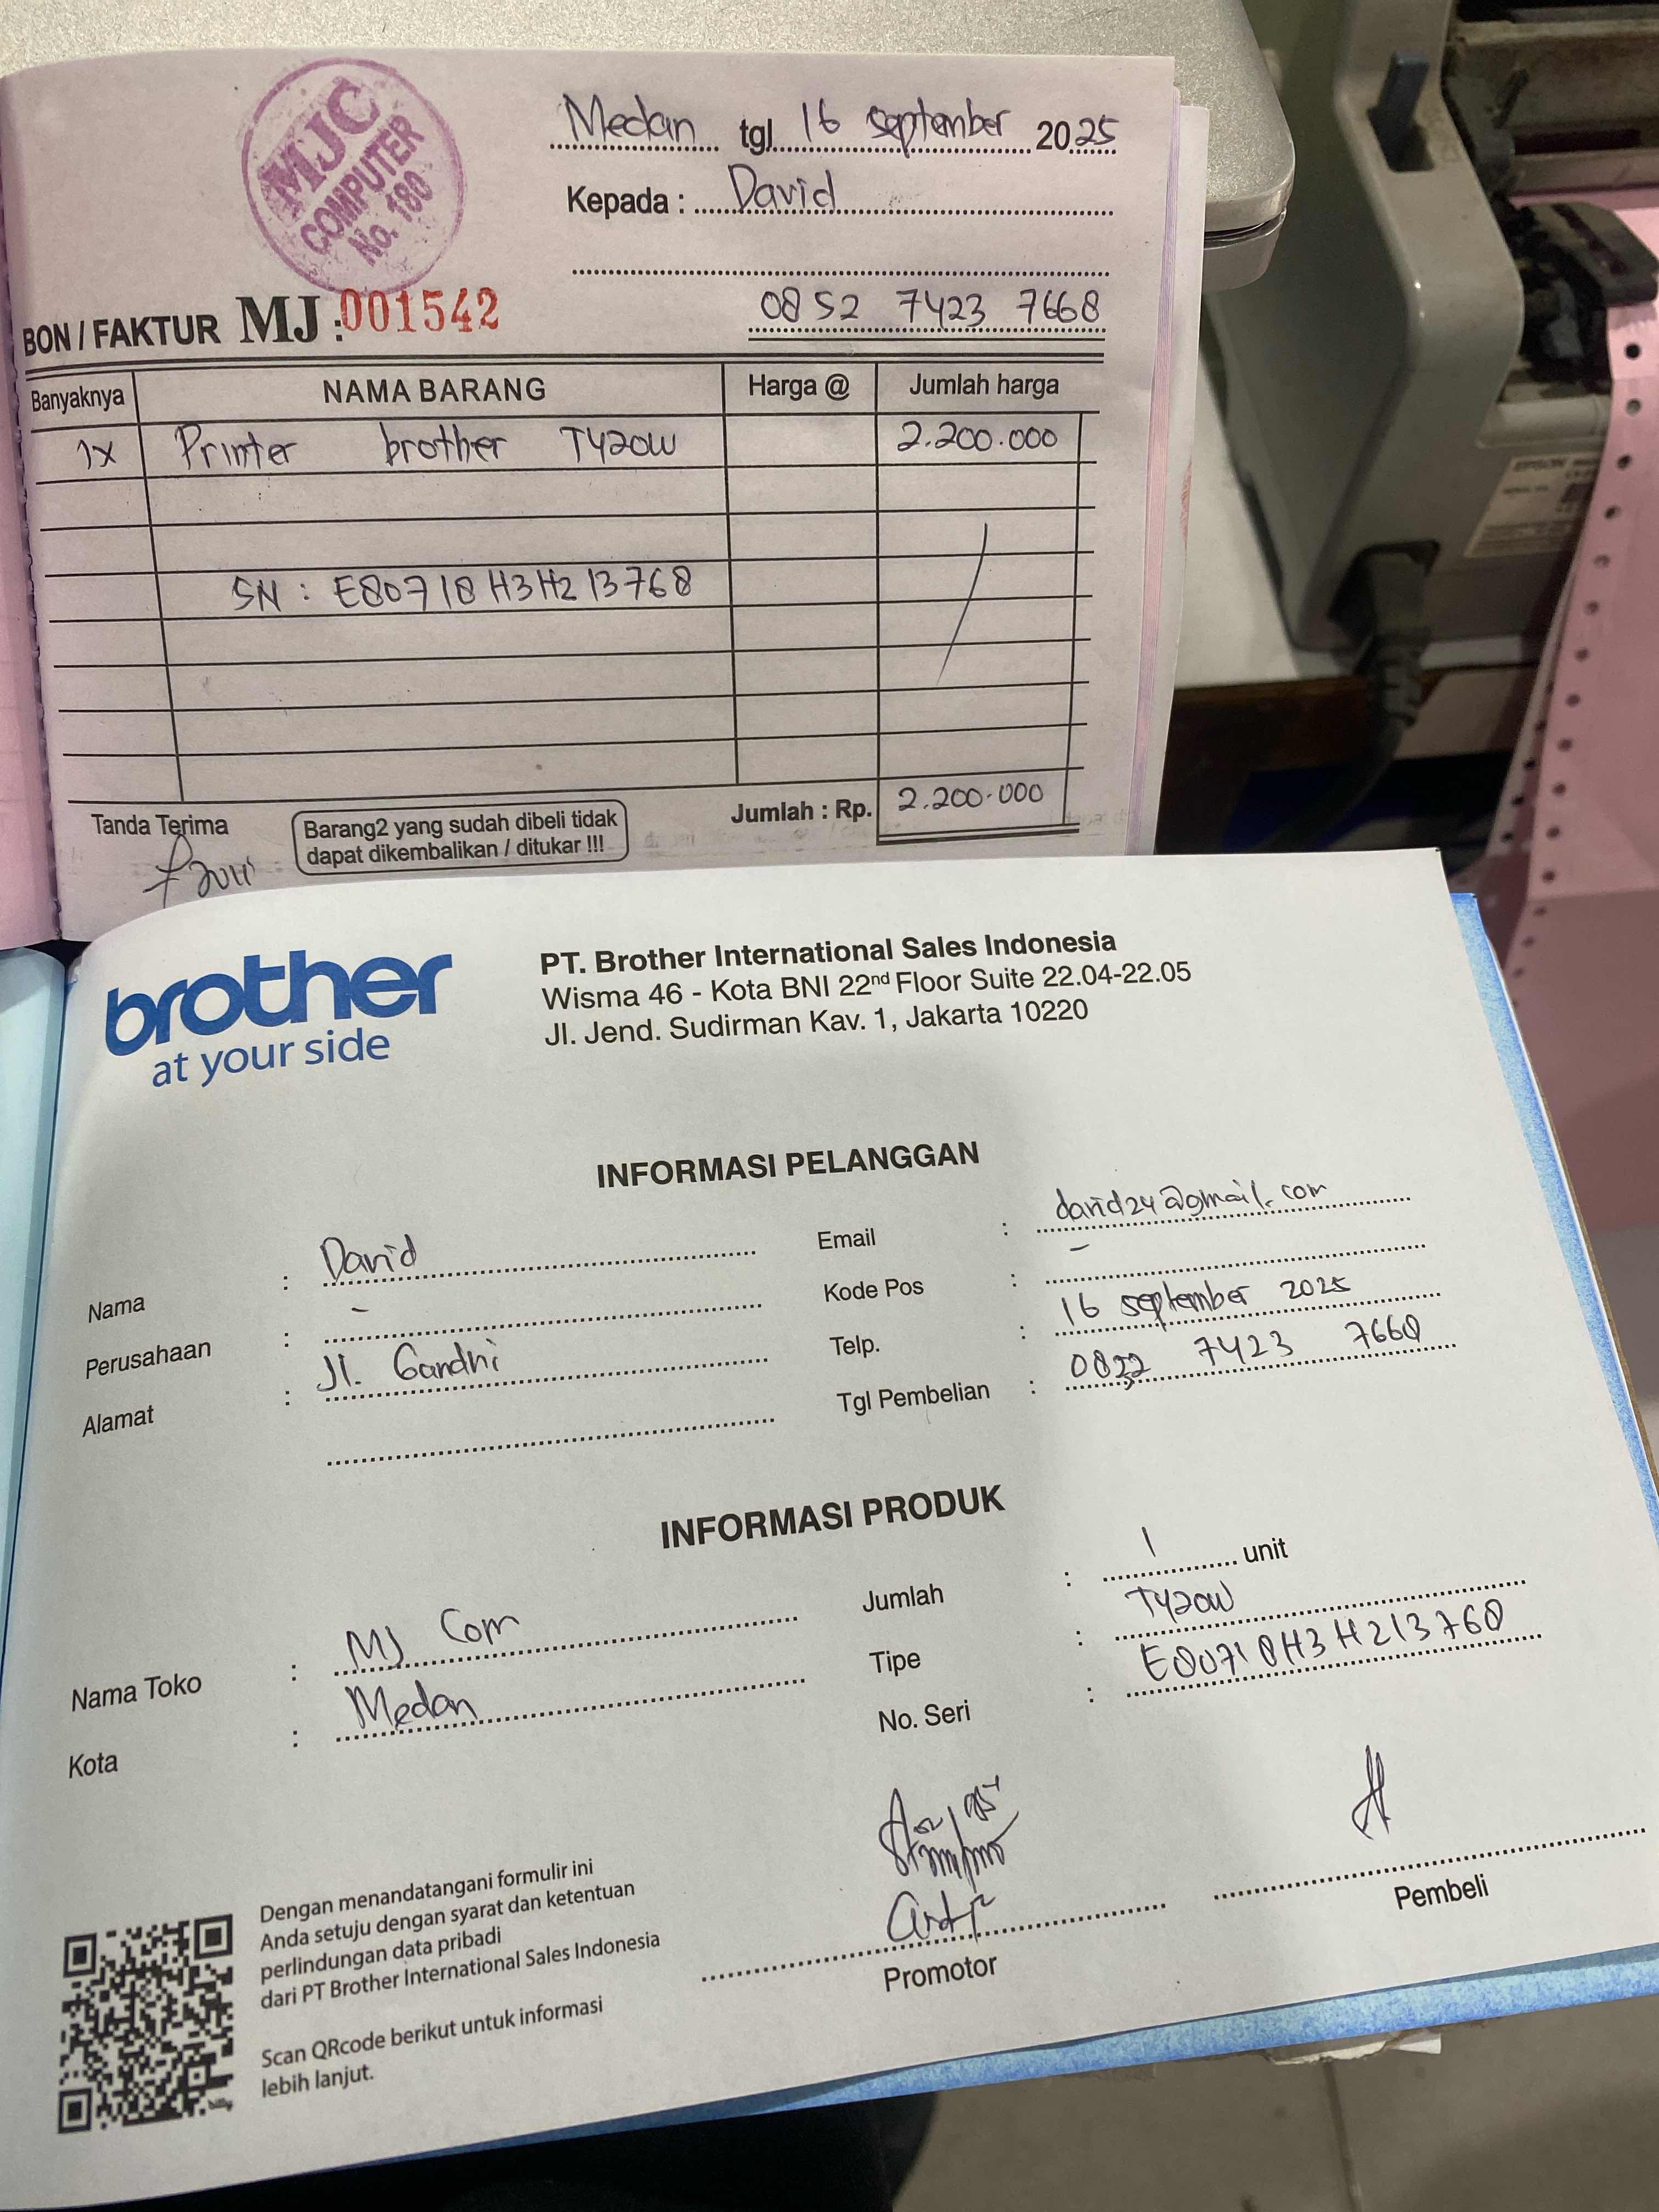 MJC
COMPUTER
No. 180
Medan tgl 16 september 2025
Kepada : David
0852 7423 7668
BON / FAKTUR MJ : 001542
Banyaknya NAMA BARANG Harga @ Jumlah harga
1x Printer brother T420W 2.200.000
SN : E80718H3H213768
Tanda Terima
Barang2 yang sudah dibeli tidak
dapat dikembalikan / ditukar !!!
Jumlah : Rp. 2.200.000
brother
at your side
PT. Brother International Sales Indonesia
Wisma 46 - Kota BNI 22nd Floor Suite 22.04-22.05
Jl. Jend. Sudirman Kav. 1, Jakarta 10220
INFORMASI PELANGGAN
Nama : David
Perusahaan : -
Alamat : Jl. Gandhi
Email : david24@gmail.com
Kode Pos : -
Telp. : 16 september 2025
Tgl Pembelian : 0852 7423 7668
INFORMASI PRODUK
Nama Toko : MJ Com
Kota : Medan
Jumlah : 1 unit
Tipe : T420W
No. Seri : E80718H3H213768
Dengan menandatangani formulir ini
Anda setuju dengan syarat dan ketentuan
perlindungan data pribadi
dari PT Brother International Sales Indonesia
Scan QRcode berikut untuk informasi
lebih lanjut.
Promotor
Pembeli
EPSON